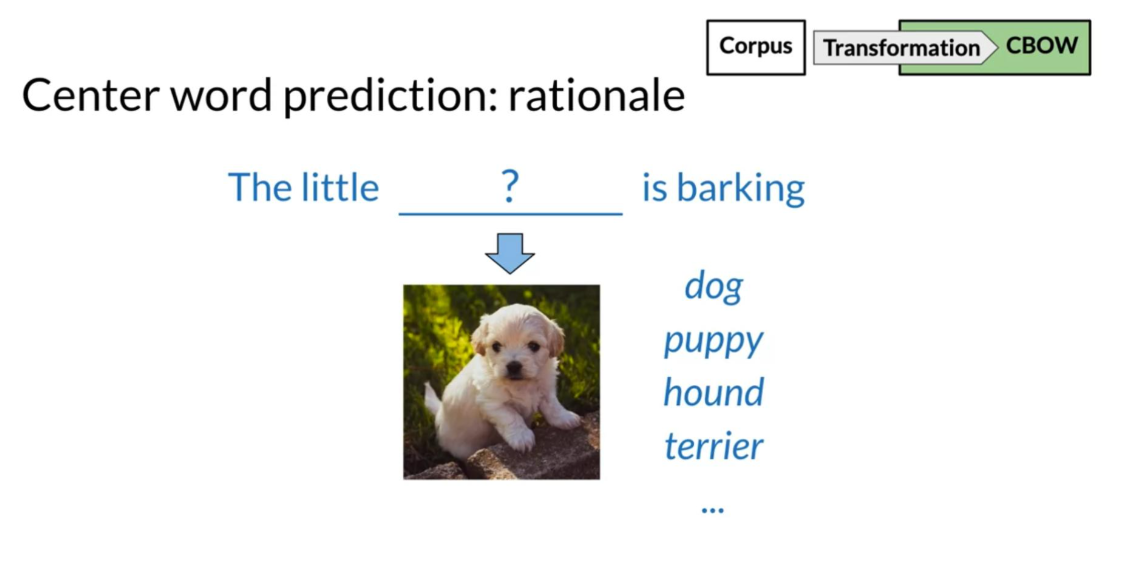 Corpus Transformation CBOW
Center word prediction: rationale
The little ? is barking
dog
puppy
hound
terrier
...